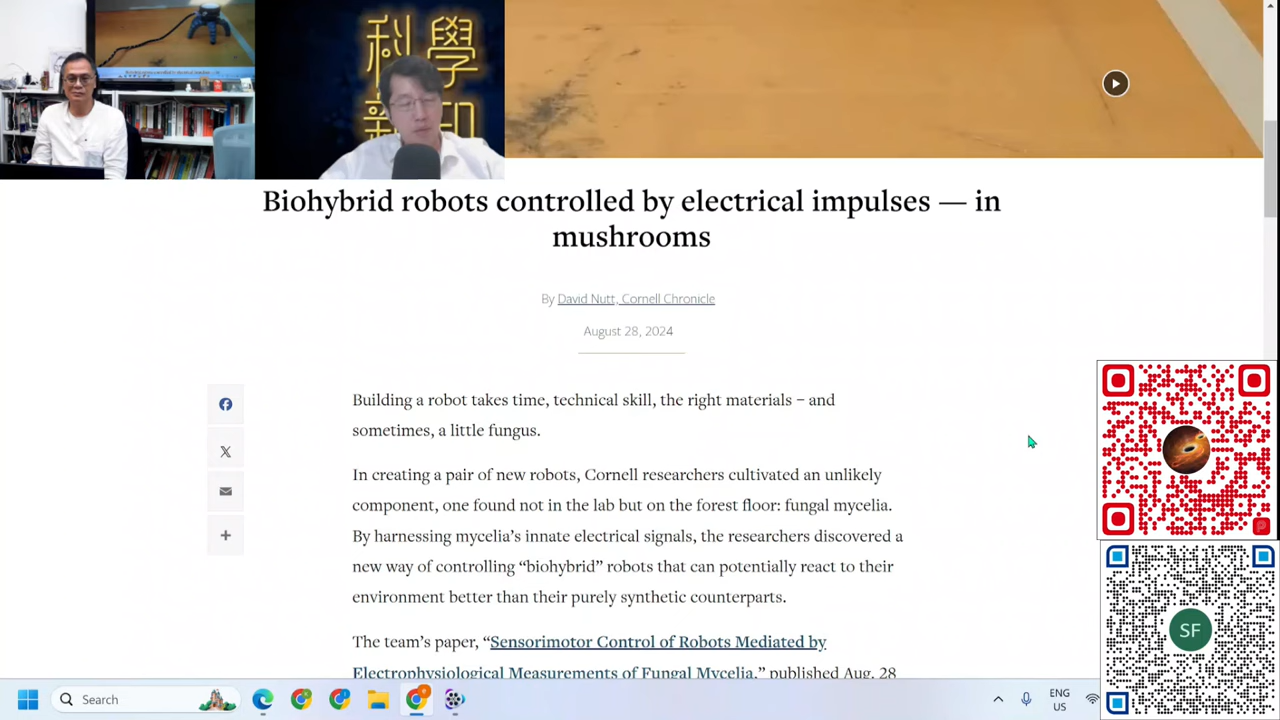 科學
新知
Biohybrid robots controlled by electrical impulses — in
mushrooms
By David Nutt, Cornell Chronicle
August 28, 2024
Building a robot takes time, technical skill, the right materials – and
sometimes, a little fungus.
In creating a pair of new robots, Cornell researchers cultivated an unlikely
component, one found not in the lab but on the forest floor: fungal mycelia.
By harnessing mycelia’s innate electrical signals, the researchers discovered a
new way of controlling “biohybrid” robots that can potentially react to their
environment better than their purely synthetic counterparts.
The team’s paper, “Sensorimotor Control of Robots Mediated by
Electrophysiological Measurements of Fungal Mycelia,” published Aug. 28
SF
Search
ENG
US